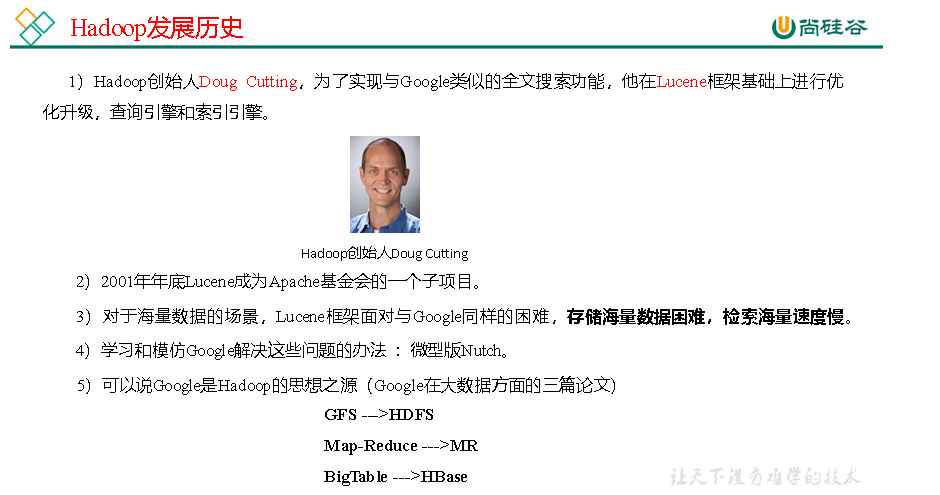 Hadoop发展历史
尚硅谷
1）Hadoop创始人Doug Cutting，为了实现与Google类似的全文搜索功能，他在Lucene框架基础上进行优
化升级，查询引擎和索引引擎。
Hadoop创始人Doug Cutting
2）2001年年底Lucene成为Apache基金会的一个子项目。
3）对于海量数据的场景，Lucene框架面对与Google同样的困难，存储海量数据困难，检索海量速度慢。
4）学习和模仿Google解决这些问题的办法 ：微型版Nutch。
5）可以说Google是Hadoop的思想之源（Google在大数据方面的三篇论文)
GFS --->HDFS
Map-Reduce --->MR
BigTable --->HBase
让天下没有难学的技术